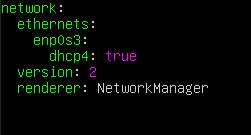 network:
  ethernets:
    enp0s3:
      dhcp4: true
  version: 2
  renderer: NetworkManager